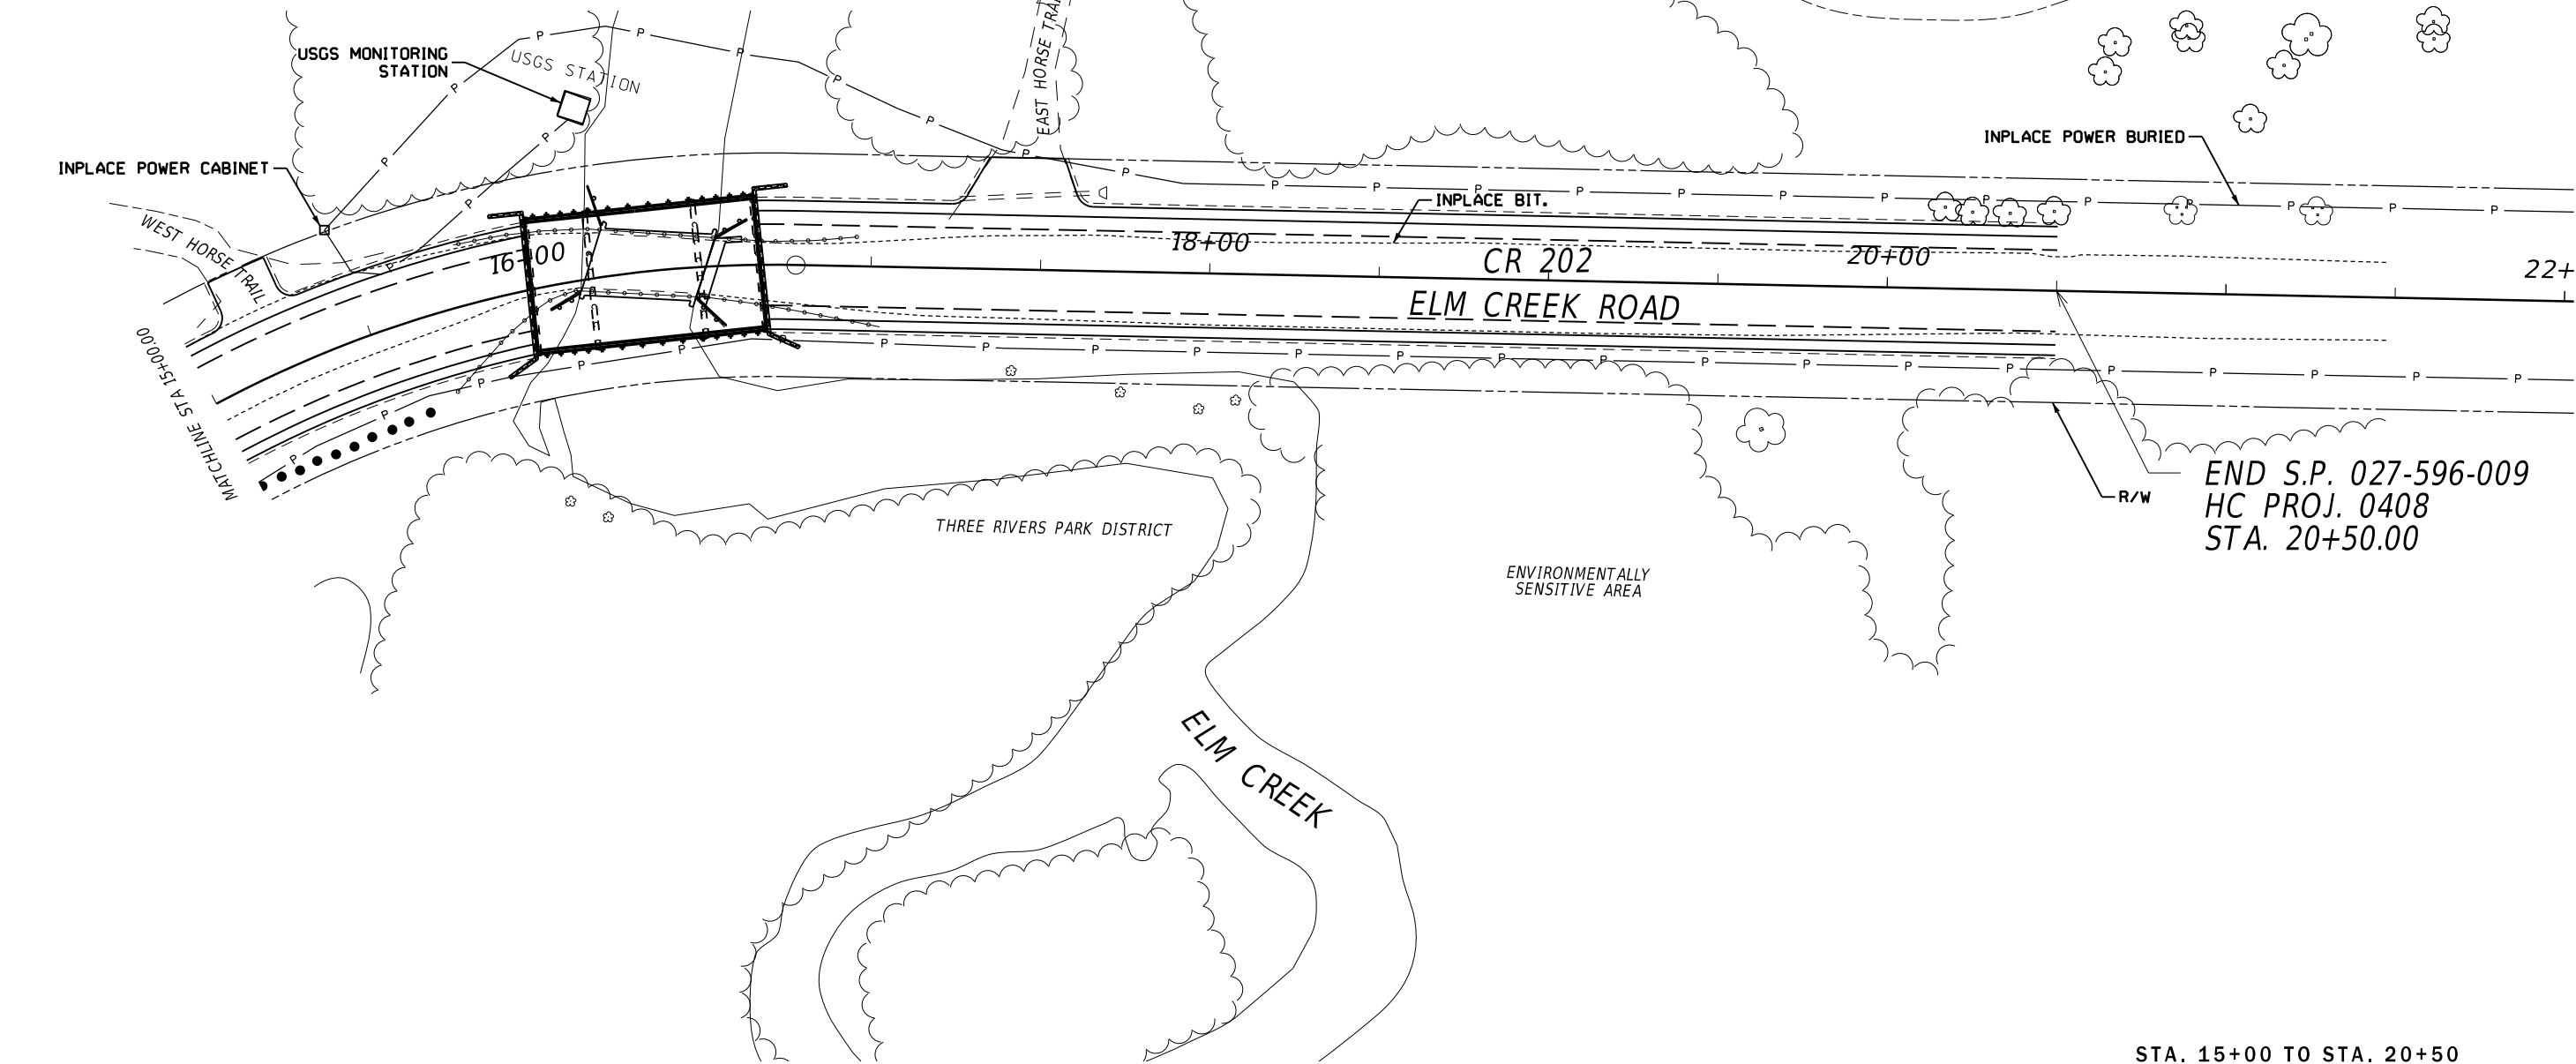 USGS MONITORING
STATION
USGS STATION
EAST HORSE TRAIL
INPLACE POWER CABINET
INPLACE POWER BURIED
INPLACE BIT.
WEST HORSE TRAIL
16+00
18+00
CR 202
20+00
22+
ELM CREEK ROAD
MATCHLINE STA 15+00.00
END S.P. 027-596-009
HC PROJ. 0408
STA. 20+50.00
R/W
THREE RIVERS PARK DISTRICT
ENVIRONMENTALLY
SENSITIVE AREA
ELM CREEK
STA. 15+00 TO STA. 20+50